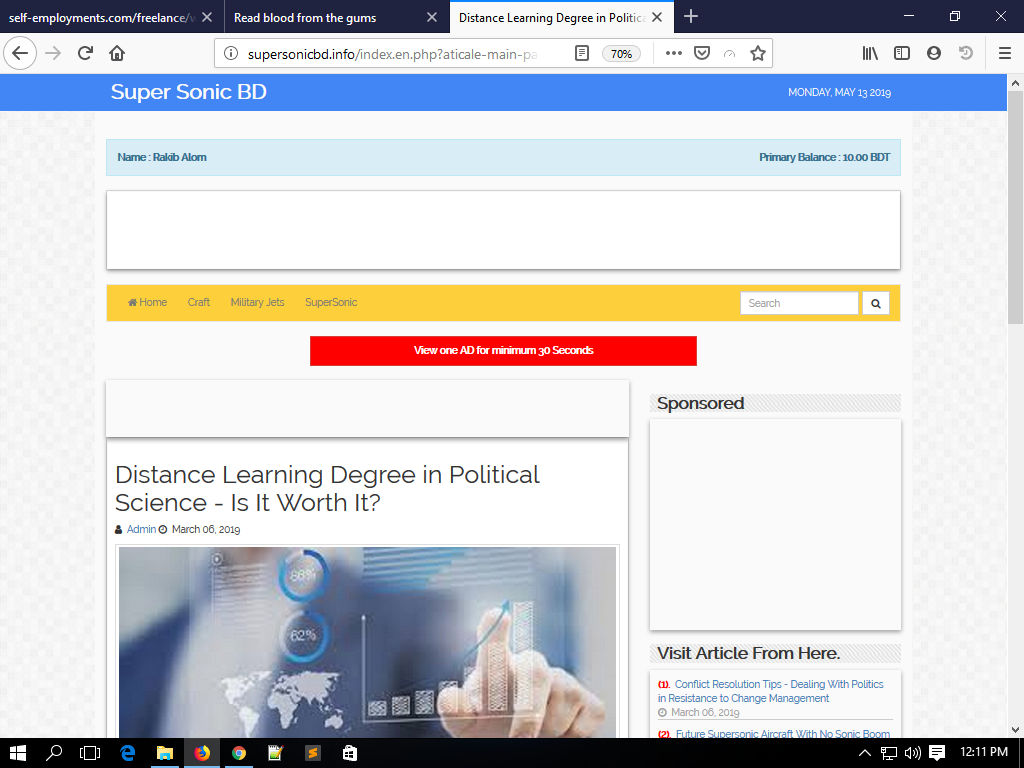 self-employments.com/freelance/w
Read blood from the gums
Distance Learning Degree in Politica
supersonicbd.info/index.en.php?aticale-main-pa
70%
Super Sonic BD
MONDAY, MAY 13 2019
Name : Rakib Alom
Primary Balance : 10.00 BDT
Home Craft Military Jets SuperSonic
Search
View one AD for minimum 30 Seconds
Distance Learning Degree in Political
Science - Is It Worth It?
Admin March 06, 2019
86%
62%
Sponsored
Visit Article From Here.
(1). Conflict Resolution Tips - Dealing With Politics
in Resistance to Change Management
March 06, 2019
(2). Future Supersonic Aircraft With No Sonic Boom
12:11 PM